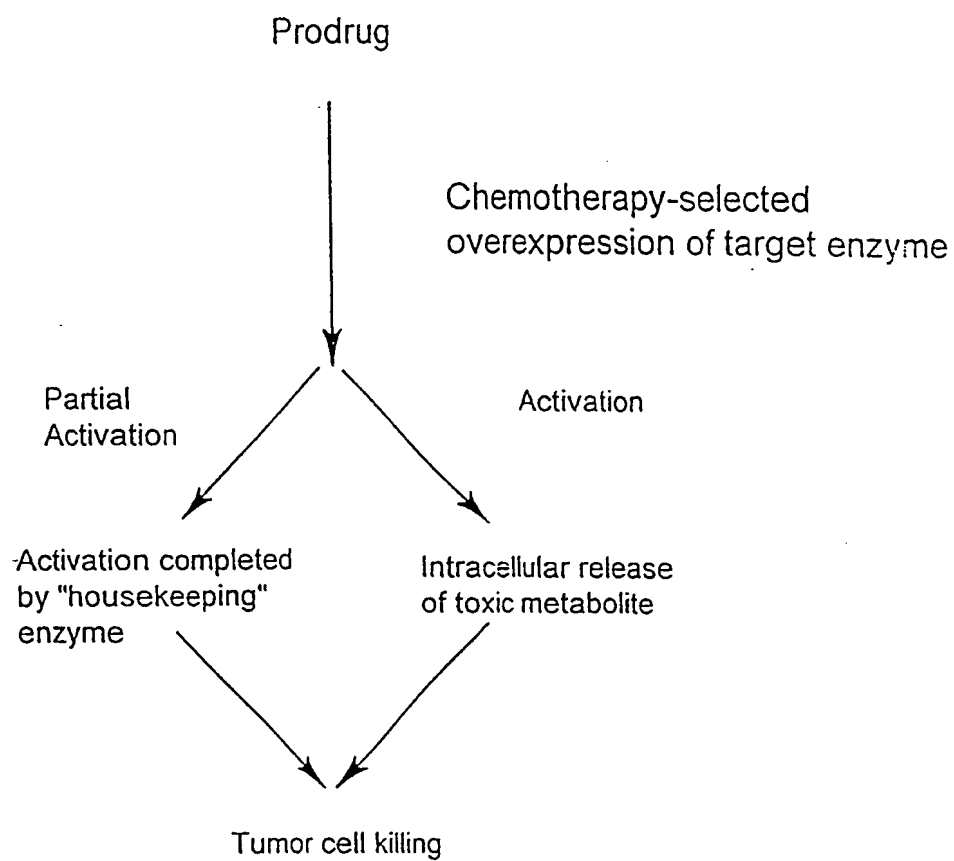 Prodrug
Chemotherapy-selected
overexpression of target enzyme
Partial
Activation
Activation
Activation completed
by "housekeeping"
enzyme
Intracellular release
of toxic metabolite
Tumor cell killing